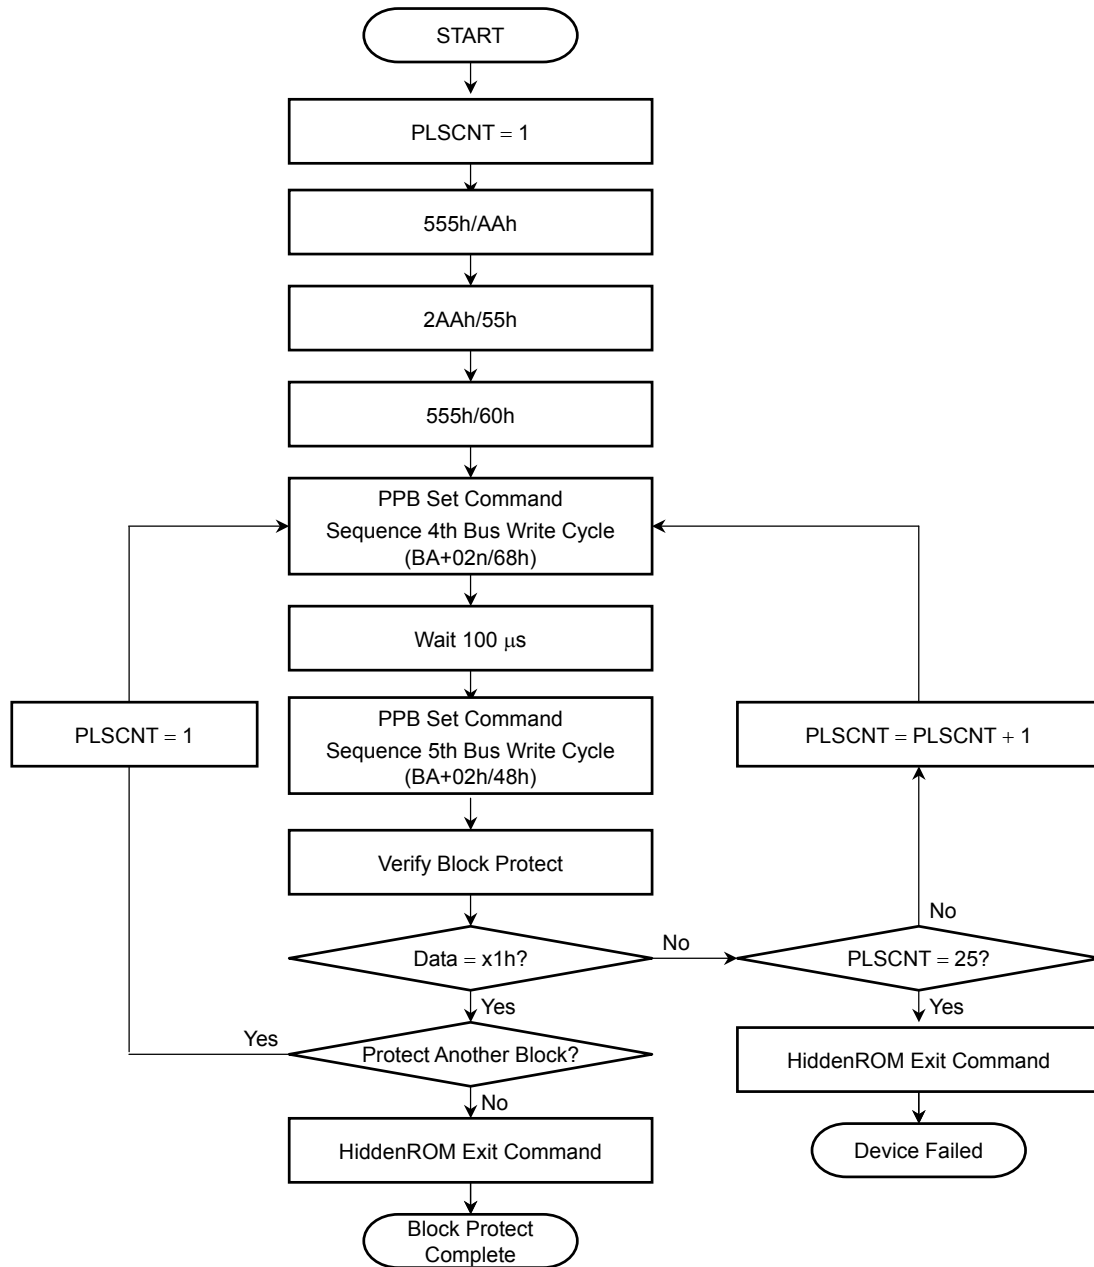 START
PLSCNT = 1
555h/AAh
2AAh/55h
555h/60h
PPB Set Command
Sequence 4th Bus Write Cycle
(BA+02n/68h)
Wait 100 μs
PLSCNT = 1
PPB Set Command
Sequence 5th Bus Write Cycle
(BA+02h/48h)
PLSCNT = PLSCNT + 1
Verify Block Protect
No
Data = x1h?
No
PLSCNT = 25?
Yes
Yes
Yes
Protect Another Block?
HiddenROM Exit Command
No
HiddenROM Exit Command
Device Failed
Block Protect
Complete